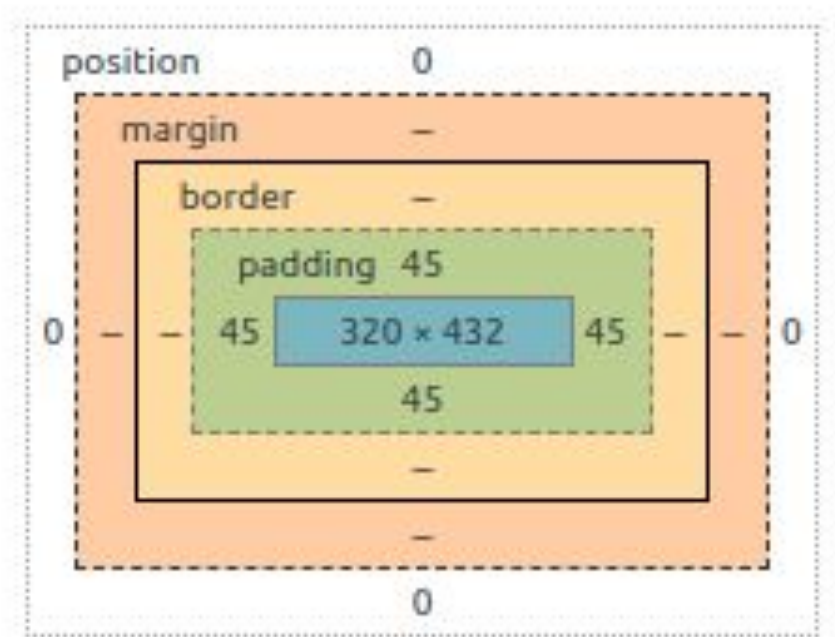 position 0
margin –
border –
padding 45
0 – – 45 320 × 432 45 – – 0
45
–
–
0